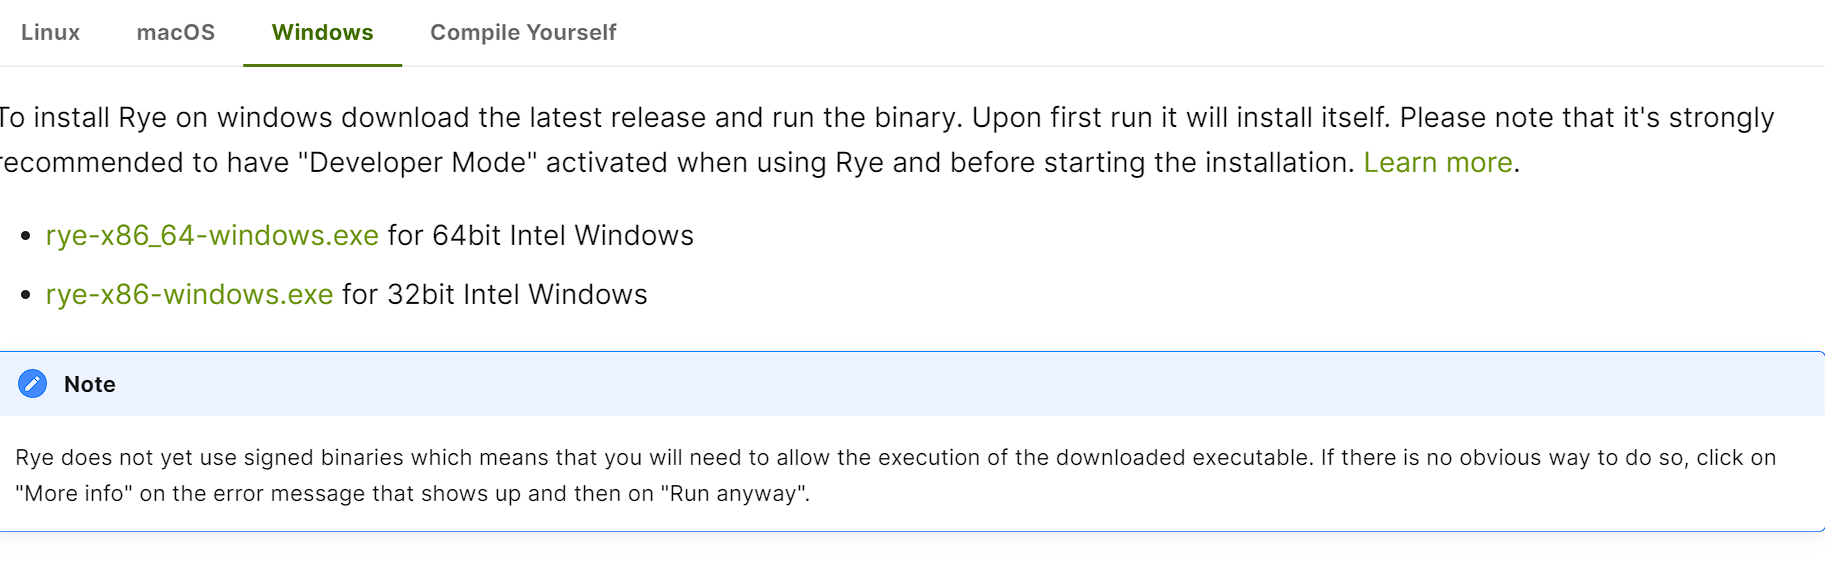 Linux macOS Windows Compile Yourself
To install Rye on windows download the latest release and run the binary. Upon first run it will install itself. Please note that it's strongly
recommended to have "Developer Mode" activated when using Rye and before starting the installation. Learn more.
• rye-x86_64-windows.exe for 64bit Intel Windows
• rye-x86-windows.exe for 32bit Intel Windows
Note
Rye does not yet use signed binaries which means that you will need to allow the execution of the downloaded executable. If there is no obvious way to do so, click on
"More info" on the error message that shows up and then on "Run anyway".